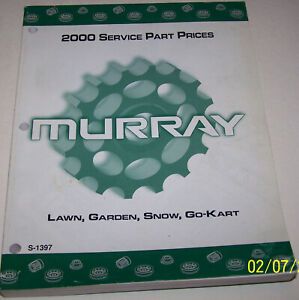 2000 SERVICE PART PRICES
MURRAY
LAWN, GARDEN, SNOW, GO-KART
S-1397
02/07/